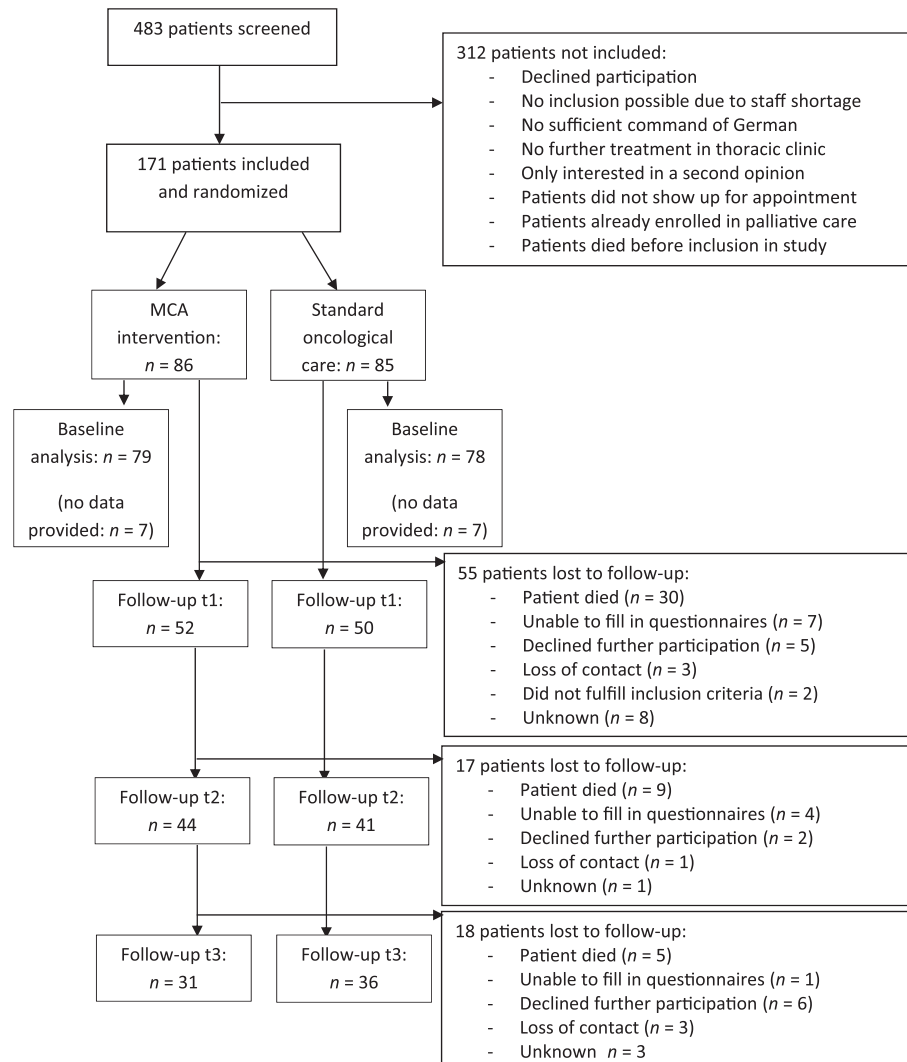 483 patients screened
312 patients not included:
- Declined participation
- No inclusion possible due to staff shortage
- No sufficient command of German
- No further treatment in thoracic clinic
- Only interested in a second opinion
- Patients did not show up for appointment
- Patients already enrolled in palliative care
- Patients died before inclusion in study
171 patients included
and randomized
MCA
intervention:
n = 86
Standard
oncological
care: n = 85
Baseline
analysis: n = 79
(no data
provided: n = 7)
Baseline
analysis: n = 78
(no data
provided: n = 7)
55 patients lost to follow-up:
- Patient died (n = 30)
- Unable to fill in questionnaires (n = 7)
- Declined further participation (n = 5)
- Loss of contact (n = 3)
- Did not fulfill inclusion criteria (n = 2)
- Unknown (n = 8)
Follow-up t1:
n = 52
Follow-up t1:
n = 50
17 patients lost to follow-up:
- Patient died (n = 9)
- Unable to fill in questionnaires (n = 4)
- Declined further participation (n = 2)
- Loss of contact (n = 1)
- Unknown (n = 1)
Follow-up t2:
n = 44
Follow-up t2:
n = 41
18 patients lost to follow-up:
- Patient died (n = 5)
- Unable to fill in questionnaires (n = 1)
- Declined further participation (n = 6)
- Loss of contact (n = 3)
- Unknown n = 3
Follow-up t3:
n = 31
Follow-up t3:
n = 36